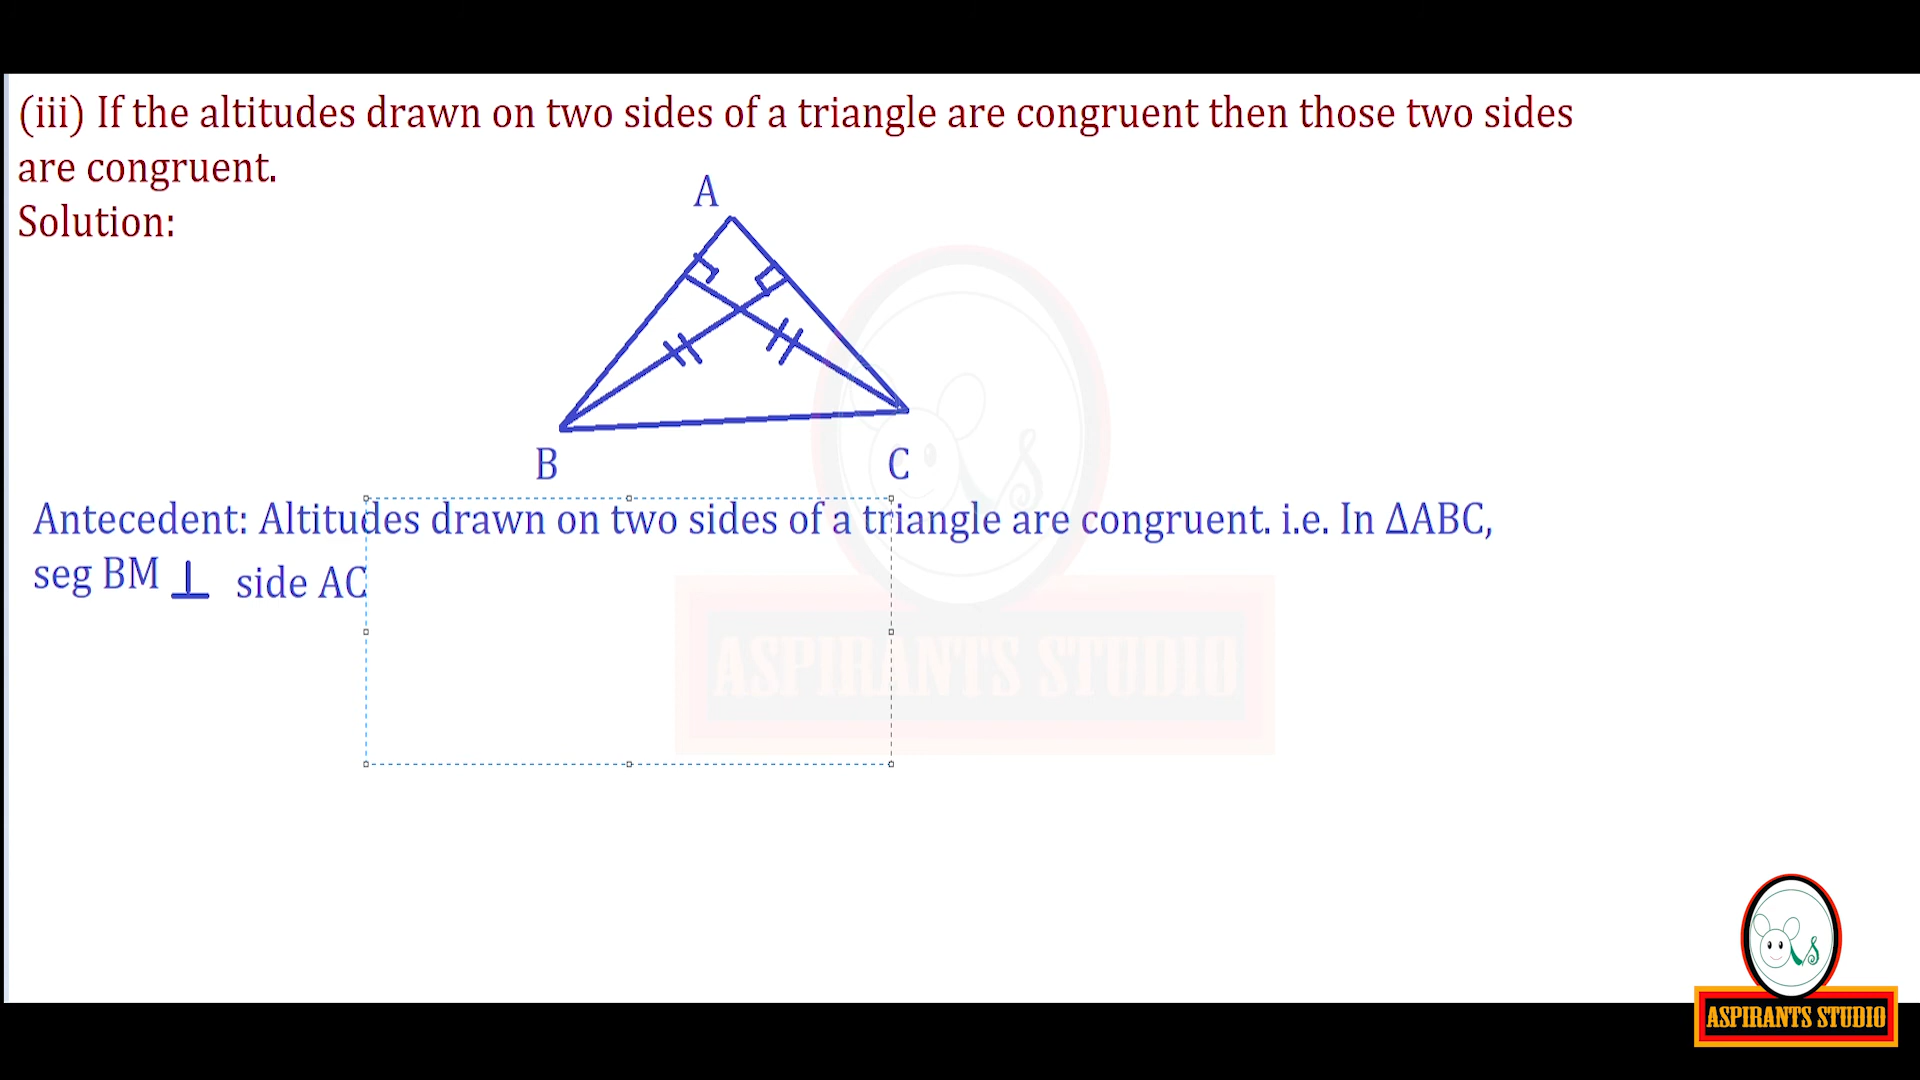 (iii) If the altitudes drawn on two sides of a triangle are congruent then those two sides
are congruent.
Solution:
A
B
C
Antecedent: Altitudes drawn on two sides of a triangle are congruent. i.e. In ΔABC,
seg BM ⊥ side AC
ASPIRANTS STUDIO
ASPIRANTS STUDIO